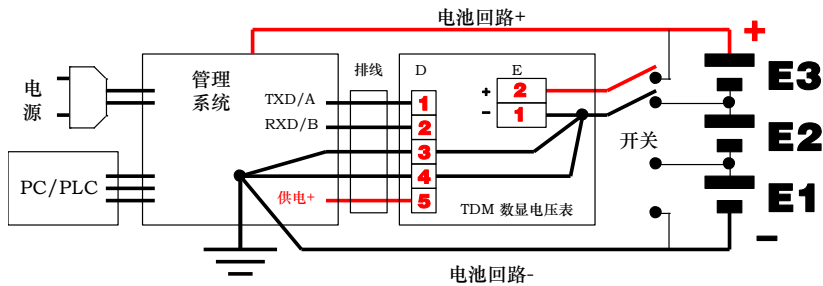 电池回路+
+
电
源
管理
系统
排线
D
E
E3
TXD/A
1
+
2
RXD/B
2
-
1
开关
E2
3
PC/PLC
4
E1
供电+
5
TDM 数显电压表
-
电池回路-